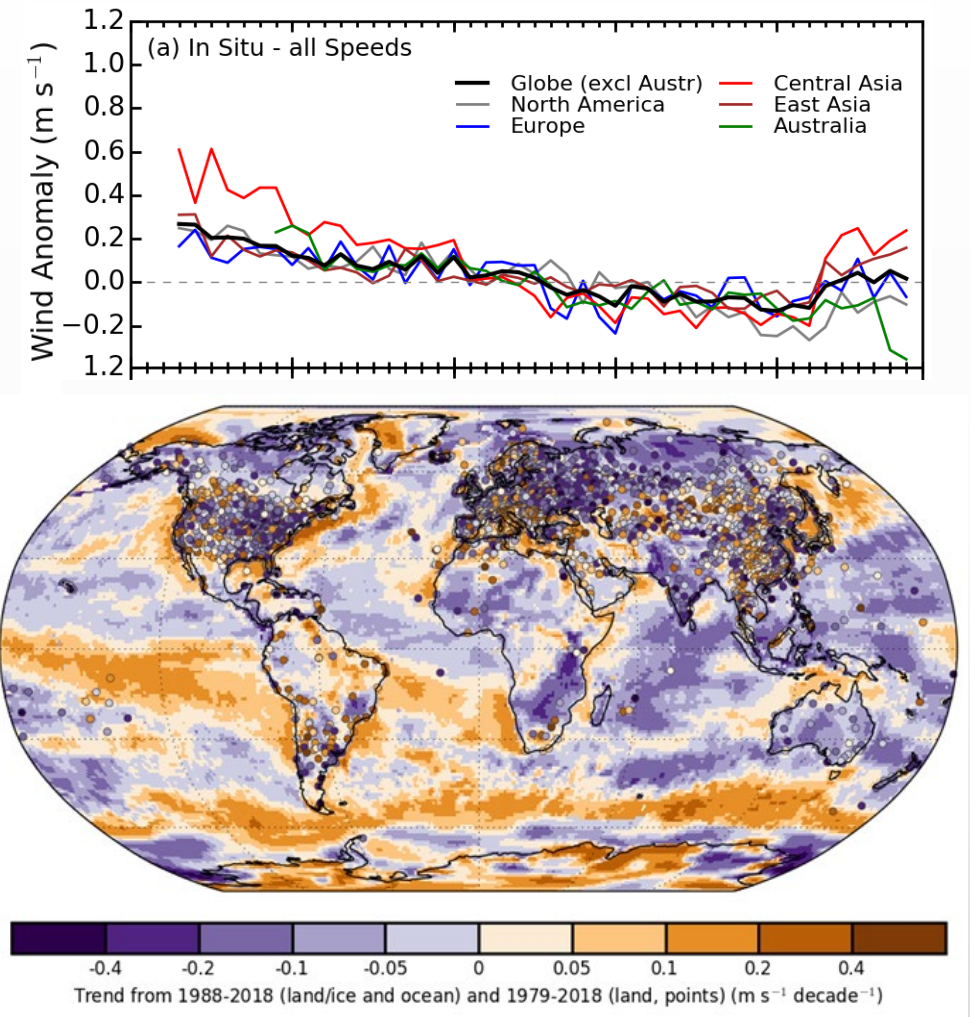 1.2
(a) In Situ - all Speeds
1.0
0.8
0.6
0.4
0.2
0.0
−0.2
1.2
Wind Anomaly (m s⁻¹)
Globe (excl Austr)
North America
Europe
Central Asia
East Asia
Australia
-0.4 -0.2 -0.1 -0.05 0 0.05 0.1 0.2 0.4
Trend from 1988-2018 (land/ice and ocean) and 1979-2018 (land, points) (m s⁻¹ decade⁻¹)